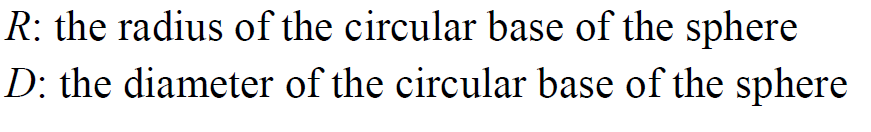 R: the radius of the circular base of the sphere
D: the diameter of the circular base of the sphere